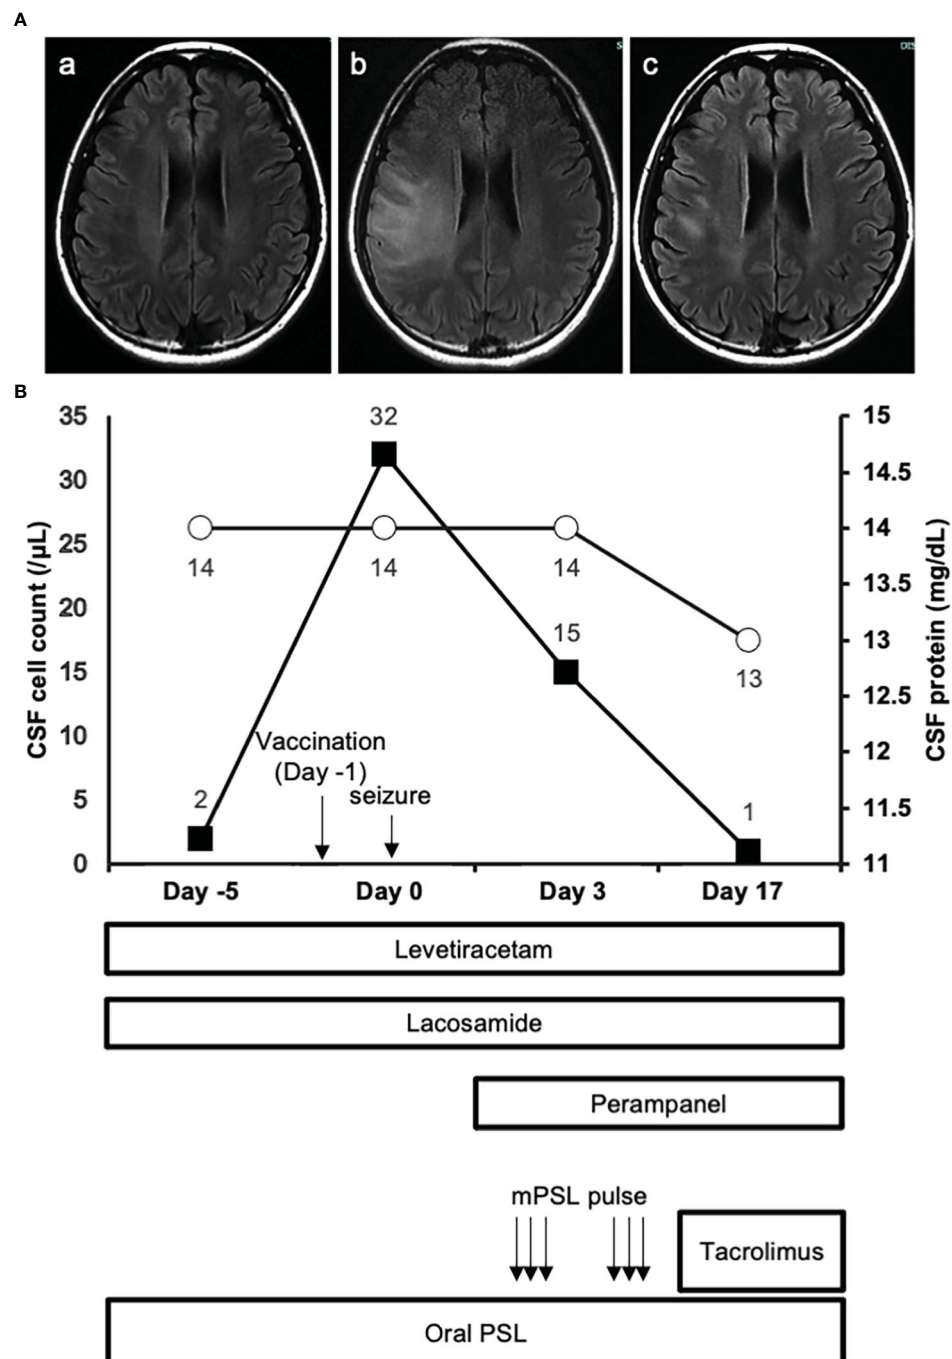 A
a
b
S
c
DIS
B
35
30
25
20
15
10
5
0
CSF cell count (/μL)
15
14.5
14
13.5
13
12.5
12
11.5
11
CSF protein (mg/dL)
32
14
14
14
15
13
Vaccination
(Day -1)
seizure
2
1
Day -5 Day 0 Day 3 Day 17
Levetiracetam
Lacosamide
Perampanel
mPSL pulse
Tacrolimus
Oral PSL